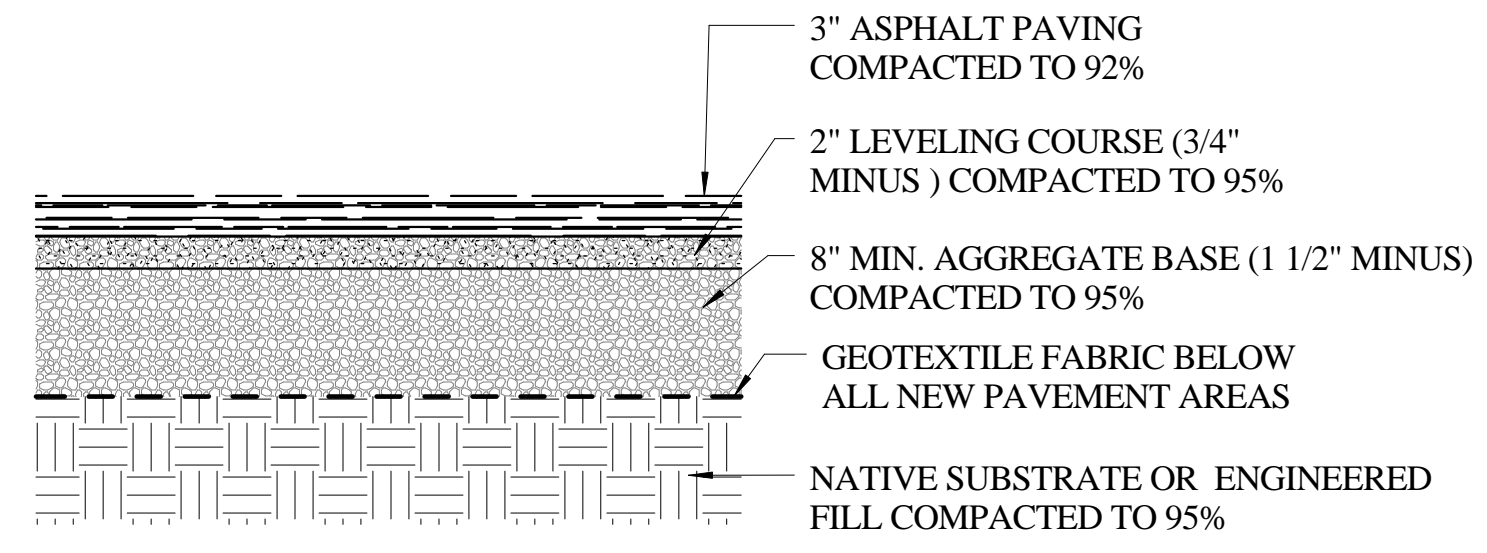 3" ASPHALT PAVING
COMPACTED TO 92%
2" LEVELING COURSE (3/4"
MINUS ) COMPACTED TO 95%
8" MIN. AGGREGATE BASE (1 1/2" MINUS)
COMPACTED TO 95%
GEOTEXTILE FABRIC BELOW
ALL NEW PAVEMENT AREAS
NATIVE SUBSTRATE OR  ENGINEERED
FILL COMPACTED TO 95%